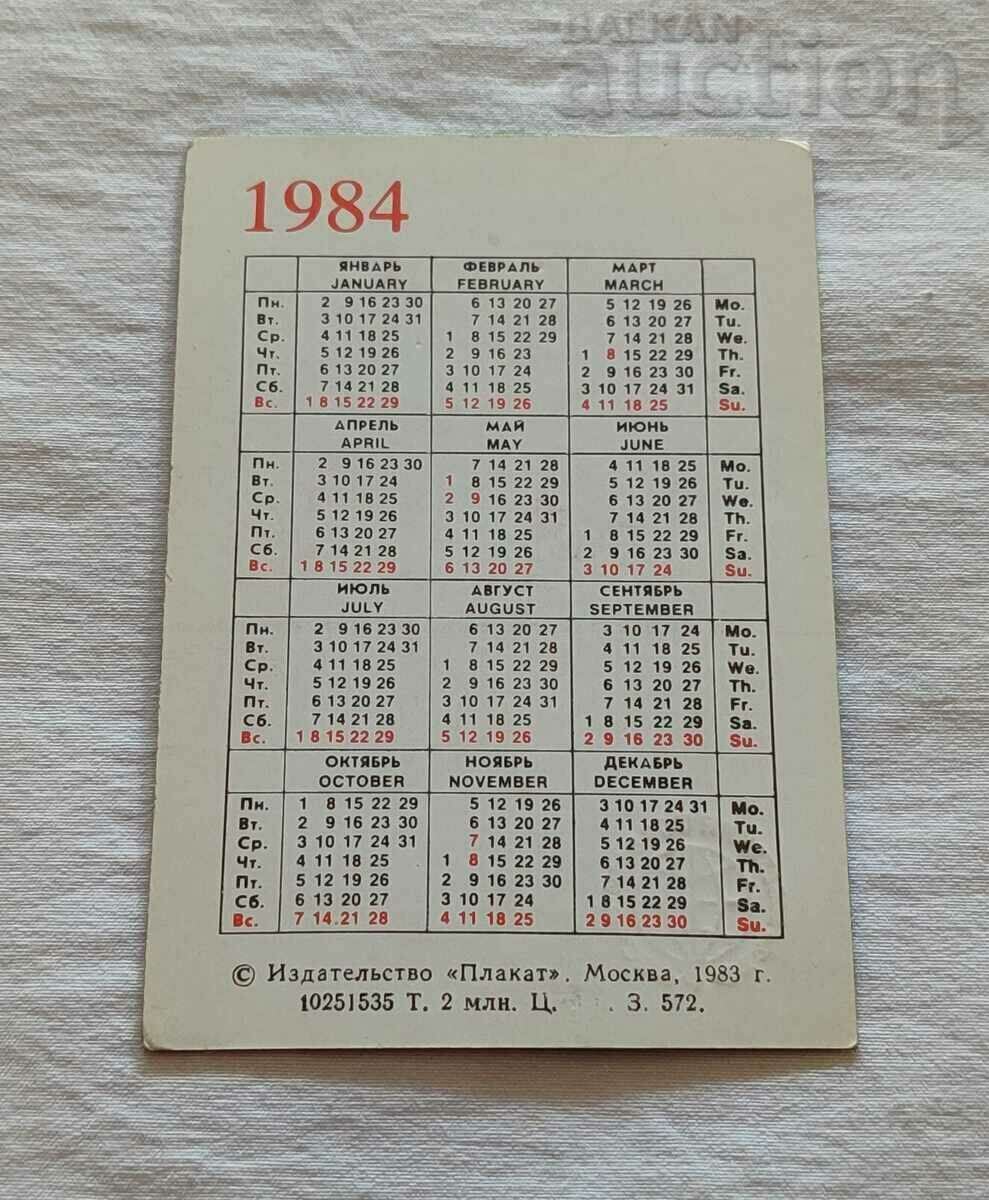 BALKAN
auction
1984
ЯНВАРЬ ФЕВРАЛЬ МАРТ
JANUARY FEBRUARY MARCH
Пн. 2 9 16 23 30 6 13 20 27 5 12 19 26 Mo.
Вт. 3 10 17 24 31 7 14 21 28 6 13 20 27 Tu.
Ср. 4 11 18 25 1 8 15 22 29 7 14 21 28 We.
Чт. 5 12 19 26 2 9 16 23 1 8 15 22 29 Th.
Пт. 6 13 20 27 3 10 17 24 2 9 16 23 30 Fr.
Сб. 7 14 21 28 4 11 18 25 3 10 17 24 31 Sa.
Вс. 1 8 15 22 29 5 12 19 26 4 11 18 25 Su.
АПРЕЛЬ МАЙ ИЮНЬ
APRIL MAY JUNE
Пн. 2 9 16 23 30 7 14 21 28 4 11 18 25 Mo.
Вт. 3 10 17 24 1 8 15 22 29 5 12 19 26 Tu.
Ср. 4 11 18 25 2 9 16 23 30 6 13 20 27 We.
Чт. 5 12 19 26 3 10 17 24 31 7 14 21 28 Th.
Пт. 6 13 20 27 4 11 18 25 1 8 15 22 29 Fr.
Сб. 7 14 21 28 5 12 19 26 2 9 16 23 30 Sa.
Вс. 1 8 15 22 29 6 13 20 27 3 10 17 24 Su.
ИЮЛЬ АВГУСТ СЕНТЯБРЬ
JULY AUGUST SEPTEMBER
Пн. 2 9 16 23 30 6 13 20 27 3 10 17 24 Mo.
Вт. 3 10 17 24 31 7 14 21 28 4 11 18 25 Tu.
Ср. 4 11 18 25 1 8 15 22 29 5 12 19 26 We.
Чт. 5 12 19 26 2 9 16 23 30 6 13 20 27 Th.
Пт. 6 13 20 27 3 10 17 24 31 7 14 21 28 Fr.
Сб. 7 14 21 28 4 11 18 25 1 8 15 22 29 Sa.
Вс. 1 8 15 22 29 5 12 19 26 2 9 16 23 30 Su.
ОКТЯБРЬ НОЯБРЬ ДЕКАБРЬ
OCTOBER NOVEMBER DECEMBER
Пн. 1 8 15 22 29 5 12 19 26 3 10 17 24 31 Mo.
Вт. 2 9 16 23 30 6 13 20 27 4 11 18 25 Tu.
Ср. 3 10 17 24 31 7 14 21 28 5 12 19 26 We.
Чт. 4 11 18 25 1 8 15 22 29 6 13 20 27 Th.
Пт. 5 12 19 26 2 9 16 23 30 7 14 21 28 Fr.
Сб. 6 13 20 27 3 10 17 24 1 8 15 22 29 Sa.
Вс. 7 14 21 28 4 11 18 25 2 9 16 23 30 Su.
© Издательство «Плакат». Москва, 1983 г.
10251535 Т. 2 млн. Ц. . З. 572.